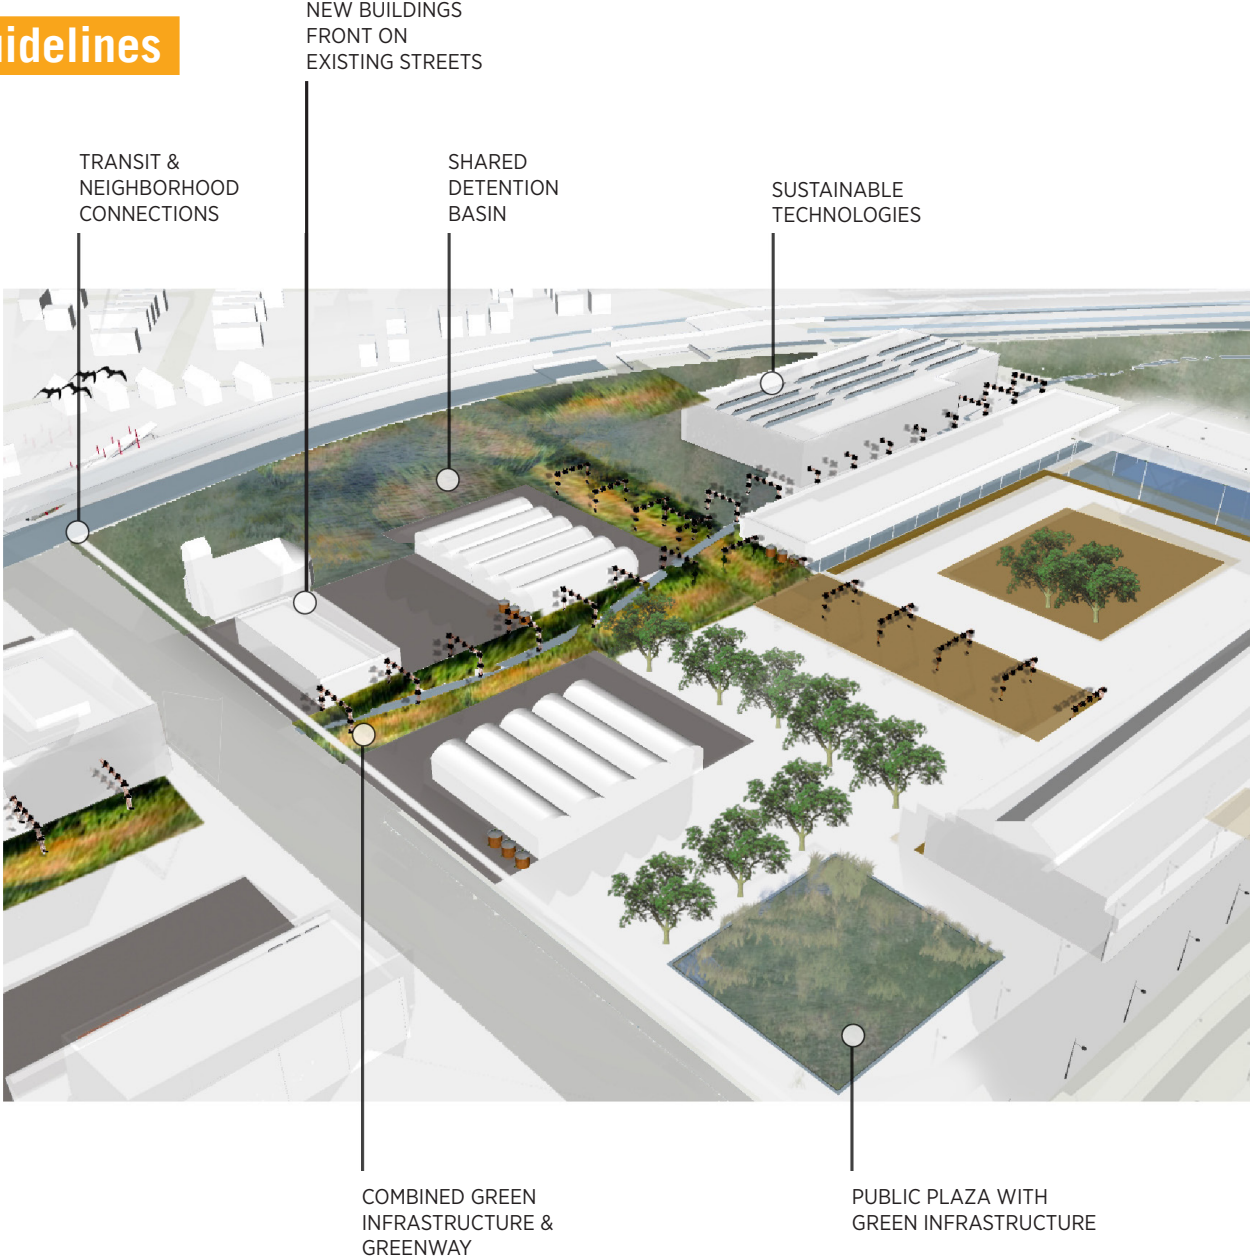 NEW BUILDINGS
FRONT ON
EXISTING STREETS
TRANSIT &
NEIGHBORHOOD
CONNECTIONS
SHARED
DETENTION
BASIN
SUSTAINABLE
TECHNOLOGIES
COMBINED GREEN
INFRASTRUCTURE &
GREENWAY
PUBLIC PLAZA WITH
GREEN INFRASTRUCTURE